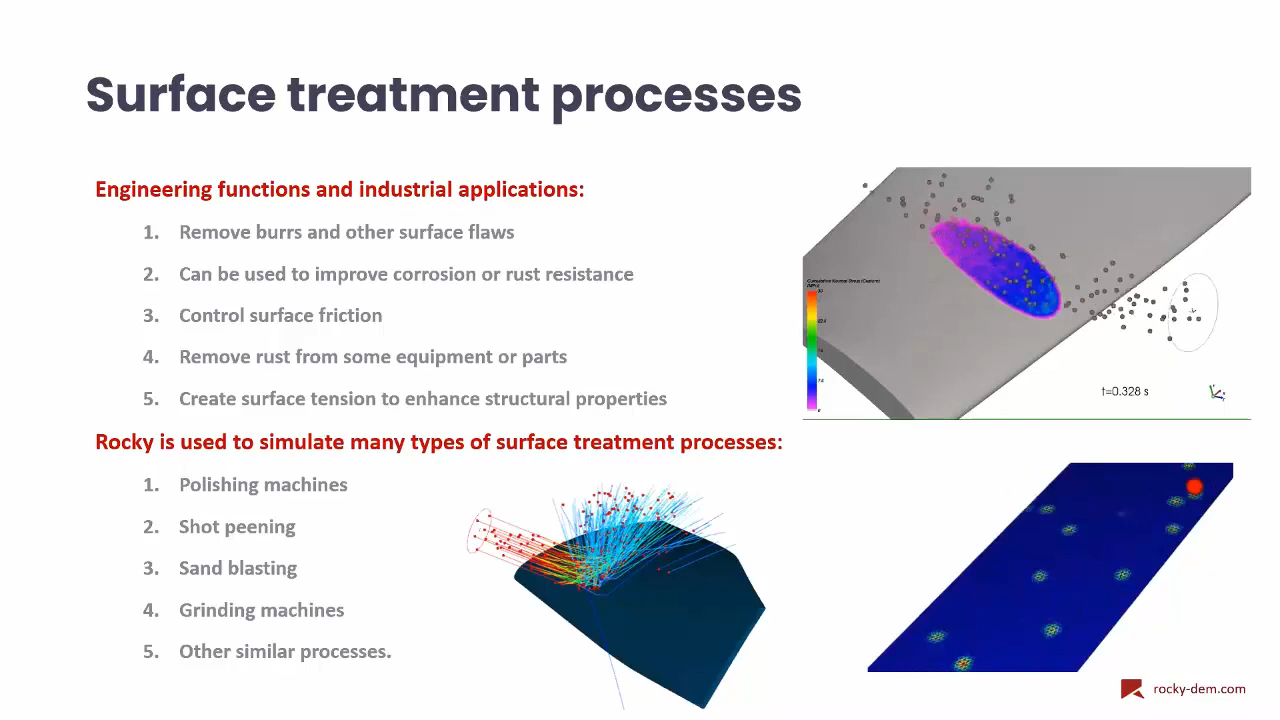 Surface treatment processes
Engineering functions and industrial applications:
1. Remove burrs and other surface flaws
2. Can be used to improve corrosion or rust resistance
3. Control surface friction
4. Remove rust from some equipment or parts
5. Create surface tension to enhance structural properties
Rocky is used to simulate many types of surface treatment processes:
1. Polishing machines
2. Shot peening
3. Sand blasting
4. Grinding machines
5. Other similar processes.
t=0.328 s
rocky-dem.com